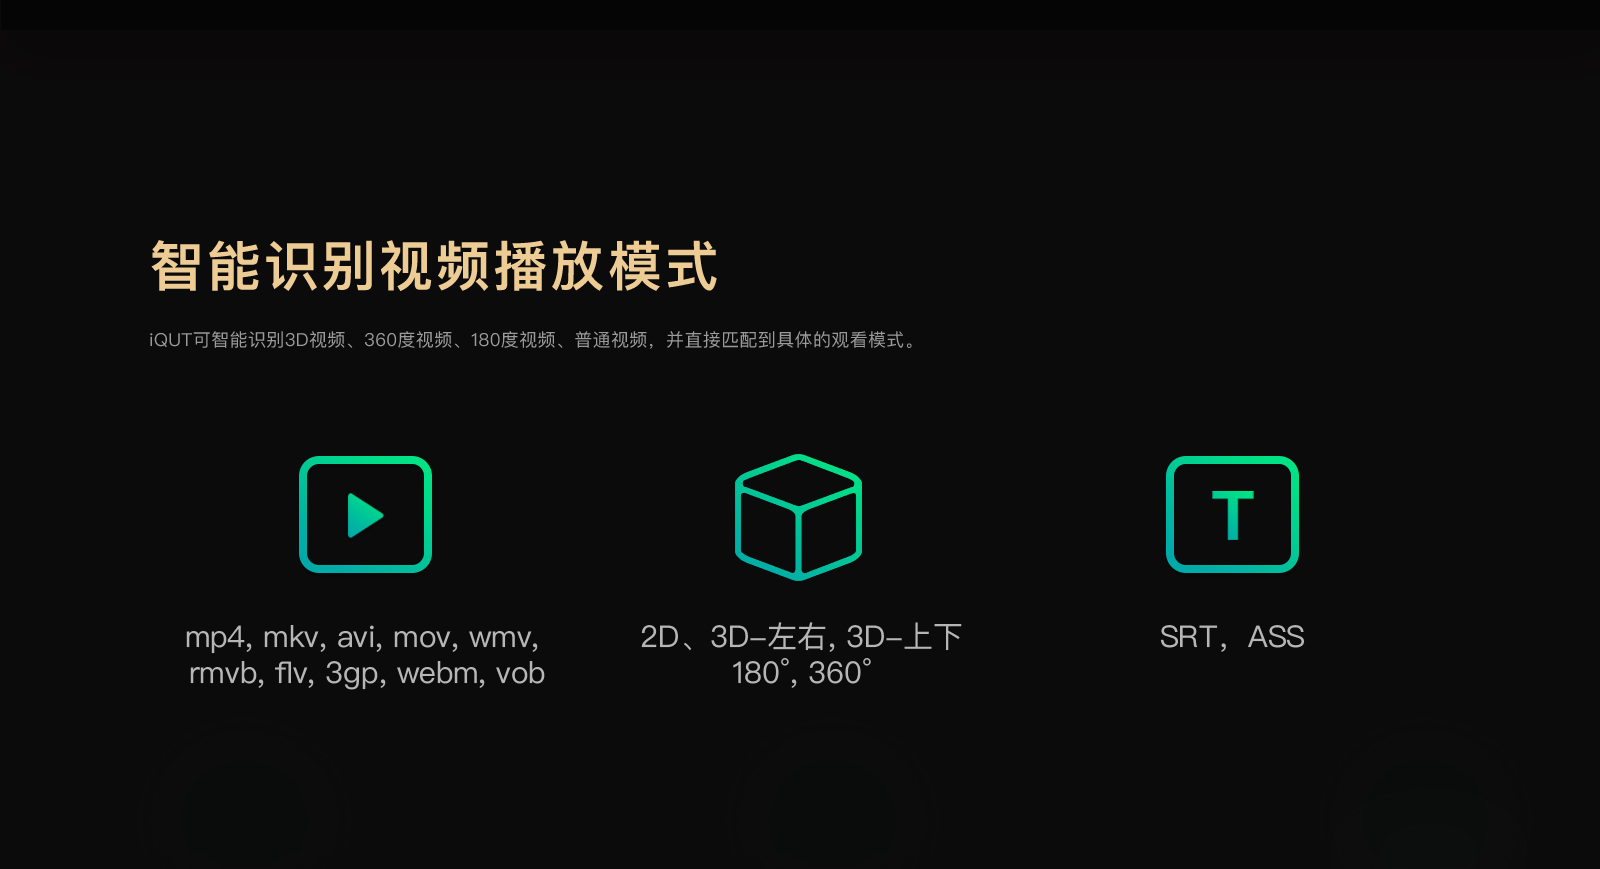 智能识别视频播放模式
iQUT可智能识别3D视频、360度视频、180度视频、普通视频，并直接匹配到具体的观看模式。
T
mp4, mkv, avi, mov, wmv,
rmvb, flv, 3gp, webm, vob
2D、3D-左右, 3D-上下
180°, 360°
SRT，ASS